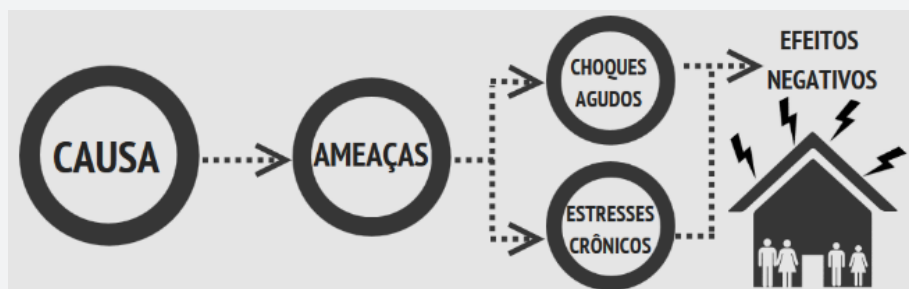 CAUSA
AMEAÇAS
CHOQUES
AGUDOS
ESTRESSES
CRÔNICOS
EFEITOS
NEGATIVOS